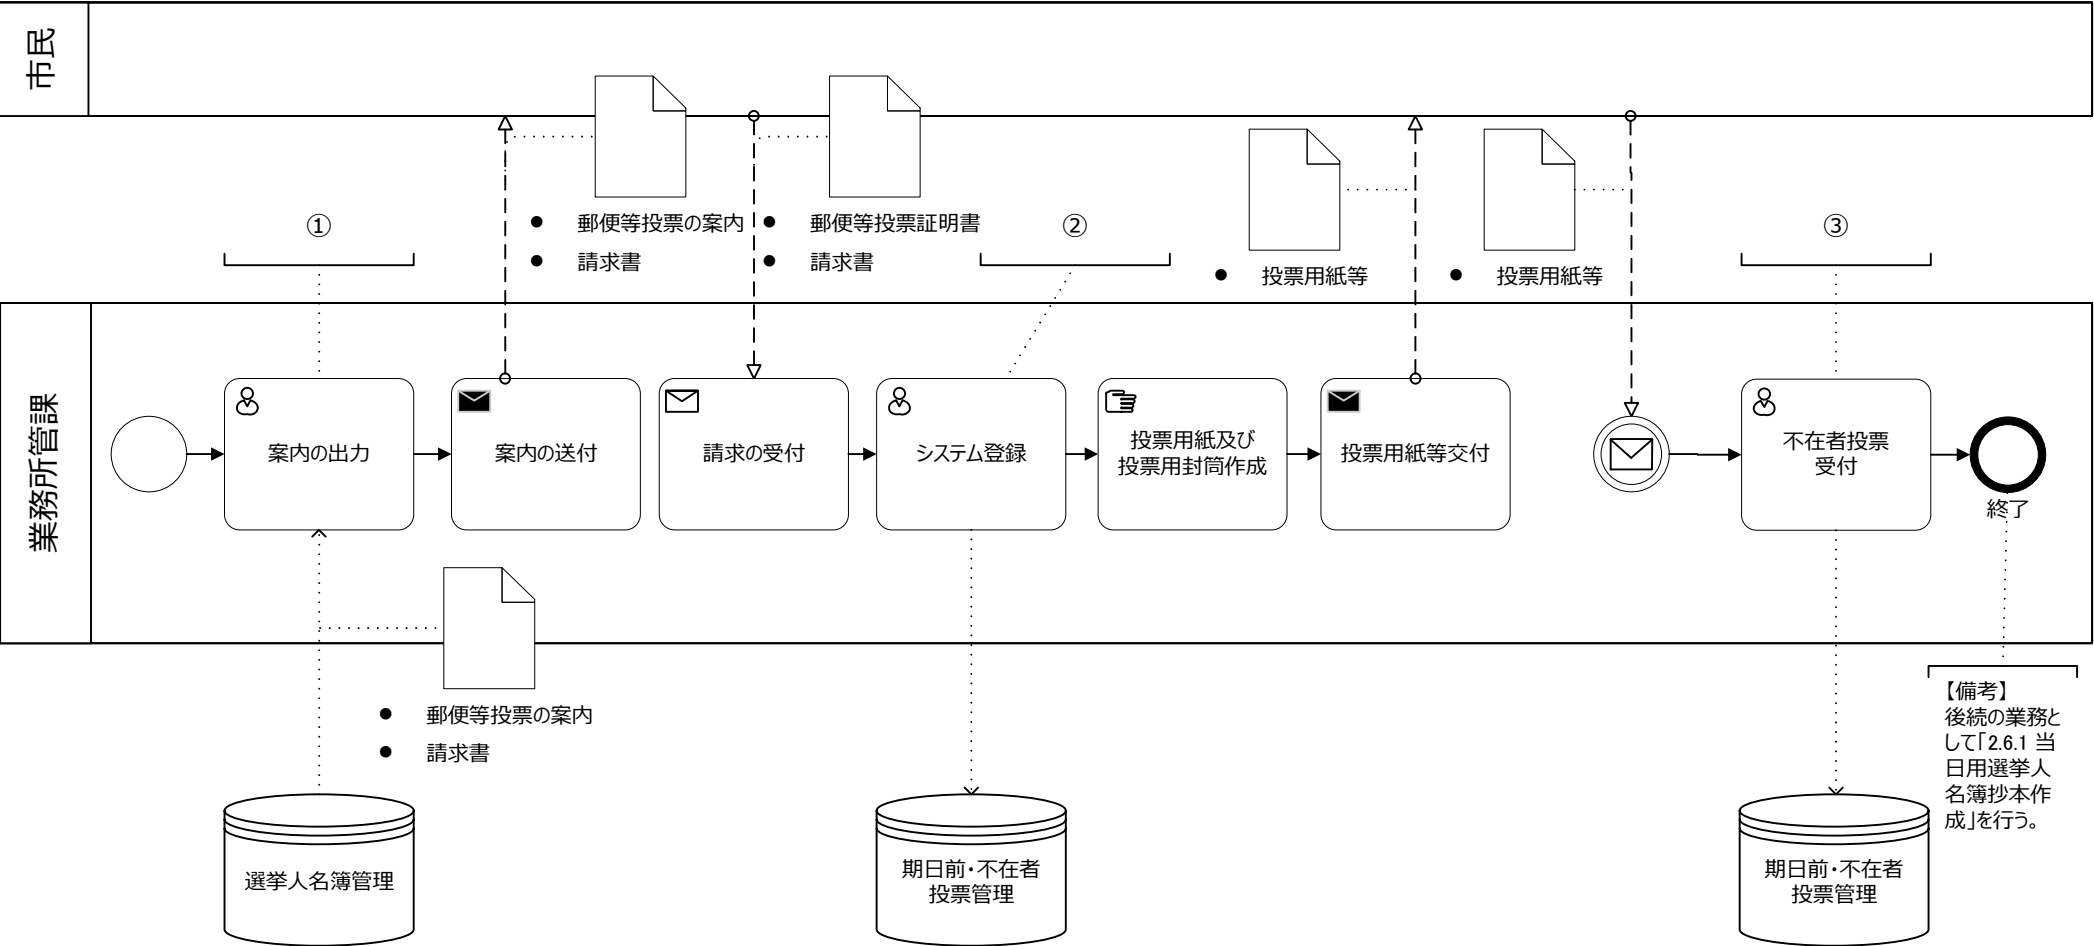 市民
郵便等投票の案内
請求書
郵便等投票証明書
請求書
投票用紙等
投票用紙等
①
②
③
業務所管課
案内の出力
案内の送付
請求の受付
システム登録
投票用紙及び
投票用封筒作成
投票用紙等交付
不在者投票
受付
終了
郵便等投票の案内
請求書
【備考】
後続の業務と
して「2.6.1 当
日用選挙人
名簿抄本作
成」を行う。
選挙人名簿管理
期日前・不在者
投票管理
期日前・不在者
投票管理